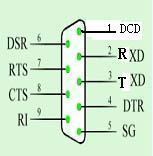 1 DCD
DSR 6
2 RXD
RTS 7
3 TXD
CTS 8
4 DTR
RI 9
5 SG